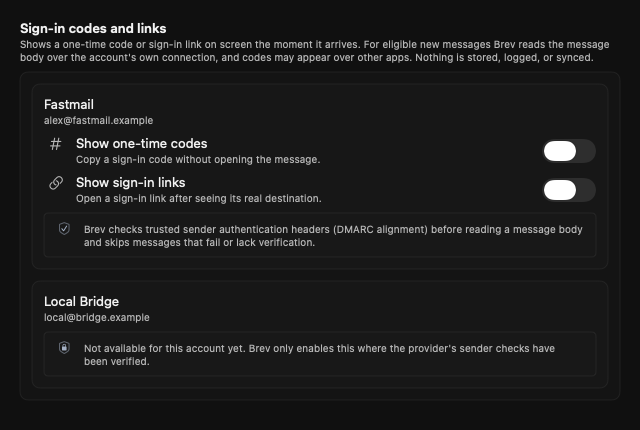 Sign-in codes and links
Shows a one-time code or sign-in link on screen the moment it arrives. For eligible new messages Brev reads the message
body over the account's own connection, and codes may appear over other apps. Nothing is stored, logged, or synced.
Fastmail
alex@fastmail.example
Show one-time codes
Copy a sign-in code without opening the message.
Show sign-in links
Open a sign-in link after seeing its real destination.
Brev checks trusted sender authentication headers (DMARC alignment) before reading a message body
and skips messages that fail or lack verification.
Local Bridge
local@bridge.example
Not available for this account yet. Brev only enables this where the provider's sender checks have
been verified.